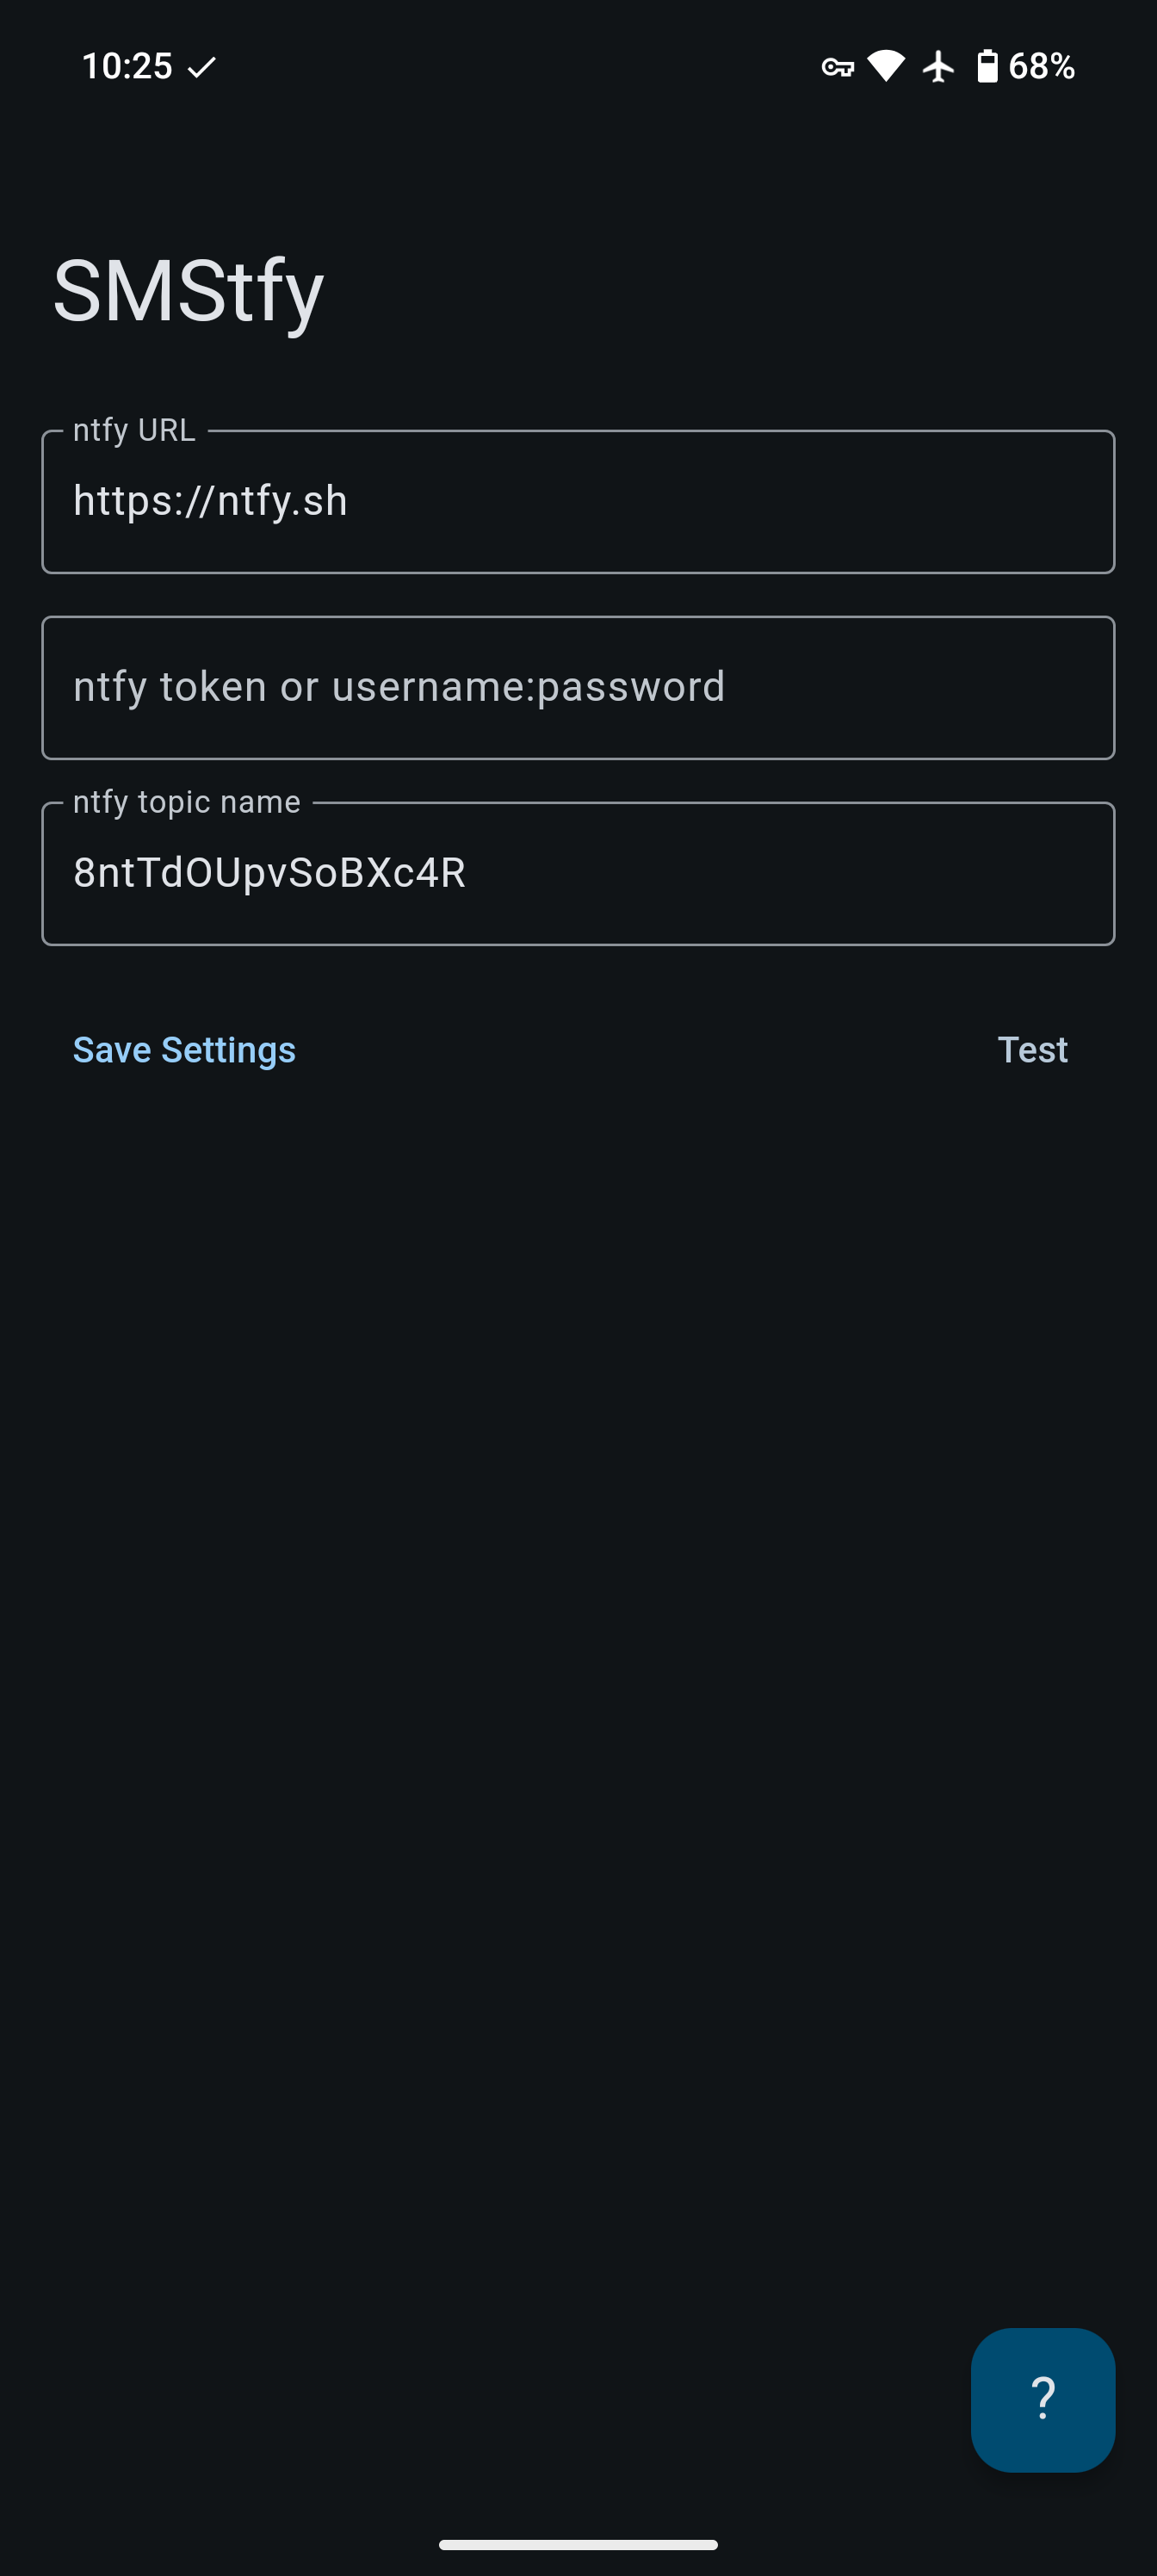 10:25 68%
SMStfy
ntfy URL
https://ntfy.sh
ntfy token or username:password
ntfy topic name
8ntTdOUpvSoBXc4R
Save Settings Test
?